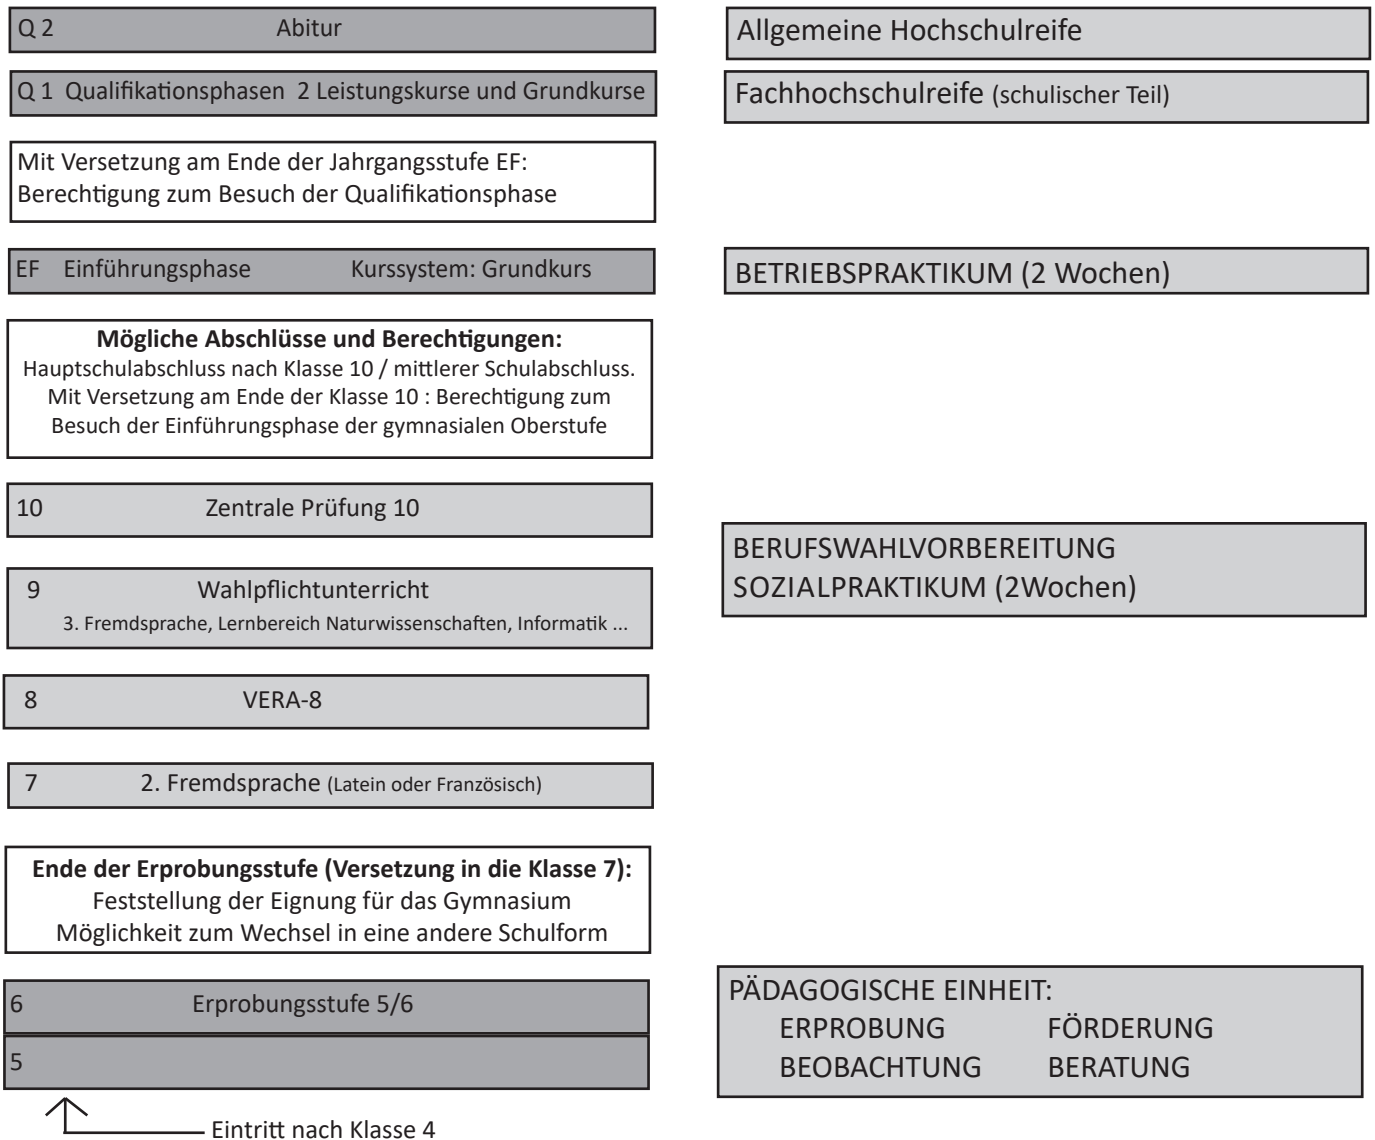 Q 2 Abitur
Allgemeine Hochschulreife
Q 1 Qualifikationsphasen 2 Leistungskurse und Grundkurse
Fachhochschulreife (schulischer Teil)
Mit Versetzung am Ende der Jahrgangsstufe EF:
Berechtigung zum Besuch der Qualifikationsphase
EF Einführungsphase Kurssystem: Grundkurs
BETRIEBSPRAKTIKUM (2 Wochen)
Mögliche Abschlüsse und Berechtigungen:
Hauptschulabschluss nach Klasse 10 / mittlerer Schulabschluss.
Mit Versetzung am Ende der Klasse 10 : Berechtigung zum
Besuch der Einführungsphase der gymnasialen Oberstufe
10 Zentrale Prüfung 10
BERUFSWAHLVORBEREITUNG
SOZIALPRAKTIKUM (2Wochen)
9 Wahlpflichtunterricht
3. Fremdsprache, Lernbereich Naturwissenschaften, Informatik ...
8 VERA-8
7 2. Fremdsprache (Latein oder Französisch)
Ende der Erprobungsstufe (Versetzung in die Klasse 7):
Feststellung der Eignung für das Gymnasium
Möglichkeit zum Wechsel in eine andere Schulform
6 Erprobungsstufe 5/6
5
PÄDAGOGISCHE EINHEIT:
ERPROBUNG FÖRDERUNG
BEOBACHTUNG BERATUNG
Eintritt nach Klasse 4